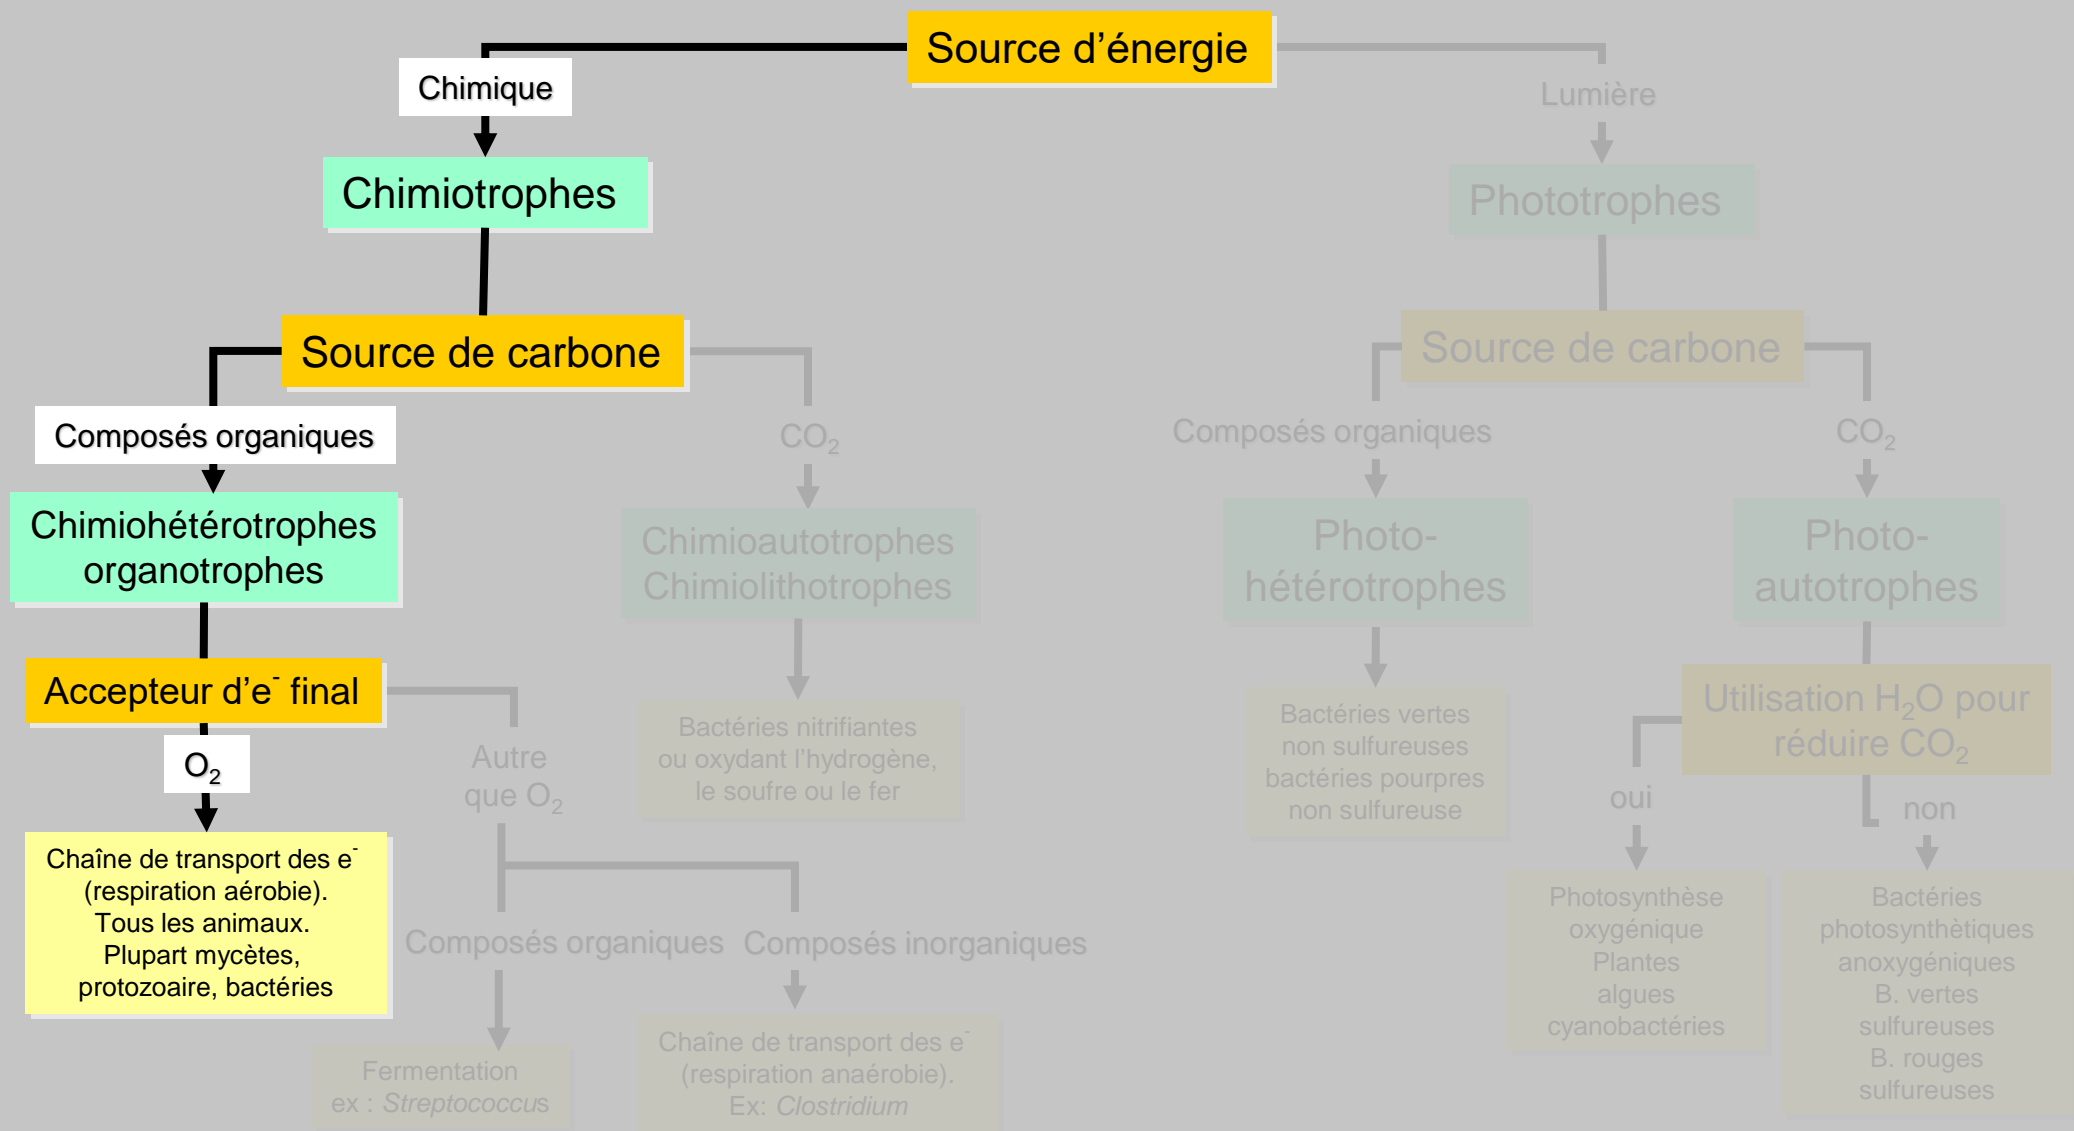 Source d’énergie
Chimique
Lumière
Chimiotrophes
Phototrophes
Source de carbone
Source de carbone
Composés organiques
CO₂
Composés organiques
CO₂
Chimiohétérotrophes
organotrophes
Chimioautotrophes
Chimiolithotrophes
Photo-
hétérotrophes
Photo-
autotrophes
Accepteur d’e⁻ final
O₂
Autre
que O₂
Bactéries nitrifiantes
ou oxydant l’hydrogène,
le soufre ou le fer
Bactéries vertes
non sulfureuses
bactéries pourpres
non sulfureuse
Utilisation H₂O pour
réduire CO₂
oui
non
Chaîne de transport des e⁻
(respiration aérobie).
Tous les animaux.
Plupart mycètes,
protozoaire, bactéries
Composés organiques
Composés inorganiques
Fermentation
ex : Streptococcus
Chaîne de transport des e⁻
(respiration anaérobie).
Ex: Clostridium
Photosynthèse
oxygénique
Plantes
algues
cyanobactéries
Bactéries
photosynthètiques
anoxygéniques
B. vertes
sulfureuses
B. rouges
sulfureuses